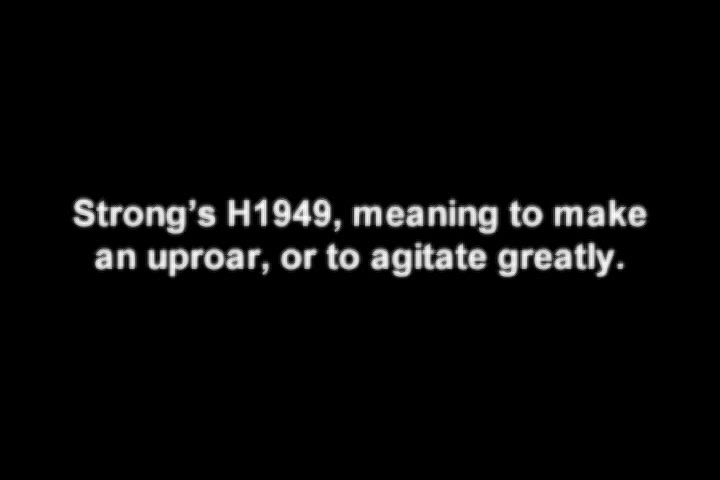 Strong’s H1949, meaning to make
an uproar, or to agitate greatly.